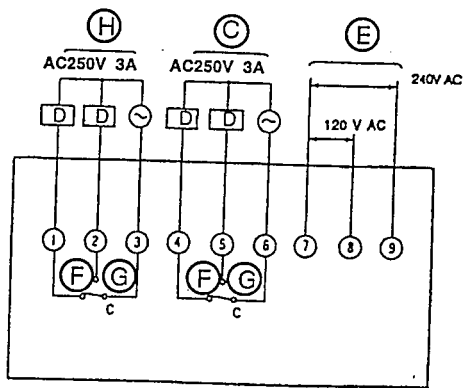 H C E
AC250V 3A AC250V 3A 240V AC
D D ~ D D ~ 120 V AC
1 2 3 4 5 6 7 8 9
F G F G
C C